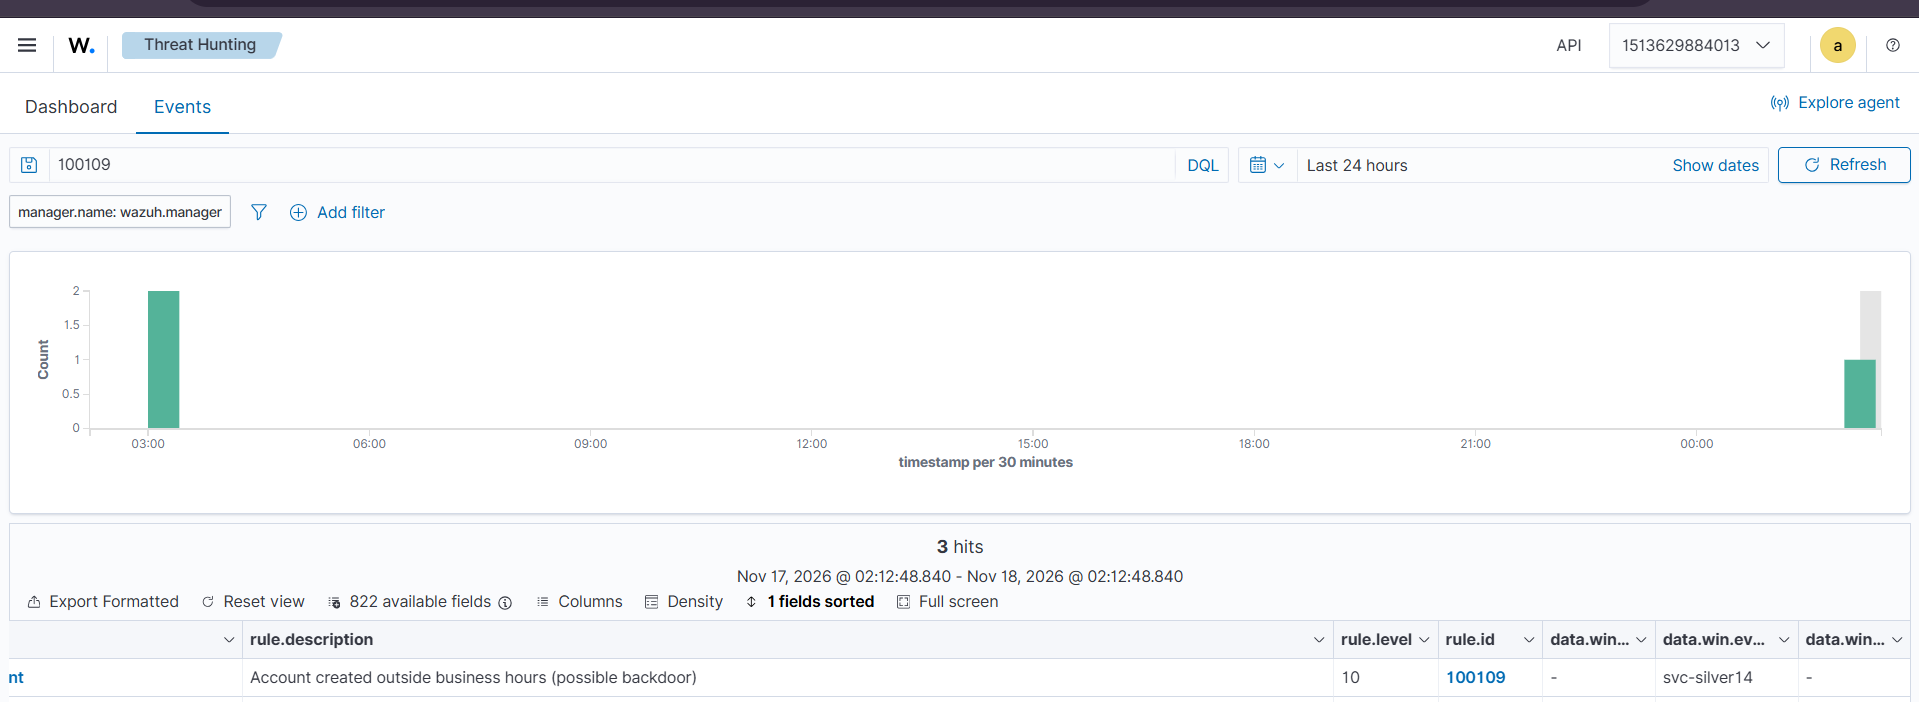 W. Threat Hunting API 1513629884013 a
Dashboard Events Explore agent
100109 DQL Last 24 hours Show dates Refresh
manager.name: wazuh.manager Add filter
2
1.5
1
0.5
0
Count
03:00 06:00 09:00 12:00 15:00 18:00 21:00 00:00
timestamp per 30 minutes
3 hits
Nov 17, 2026 @ 02:12:48.840 - Nov 18, 2026 @ 02:12:48.840
Export Formatted Reset view 822 available fields Columns Density 1 fields sorted Full screen
rule.description rule.level rule.id data.win... data.win.ev... data.win...
nt Account created outside business hours (possible backdoor) 10 100109 - svc-silver14 -